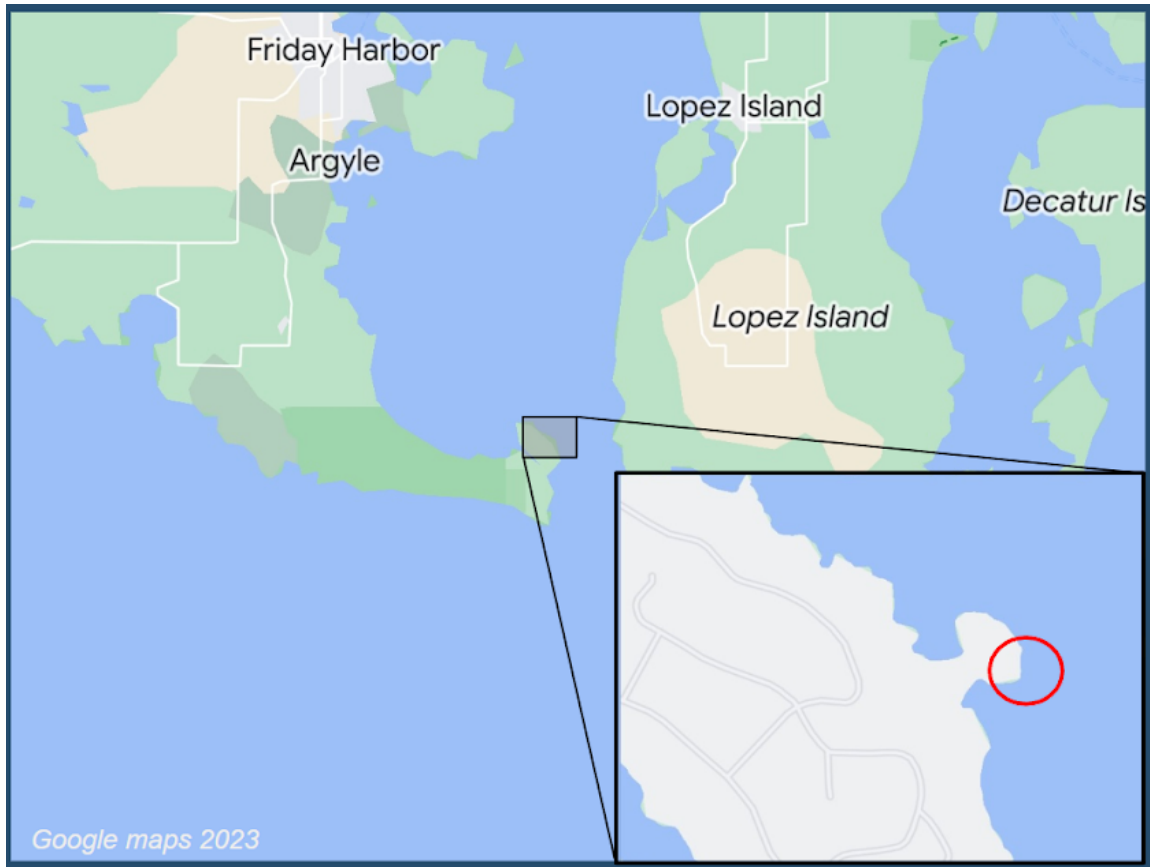 Friday Harbor
Lopez Island
Argyle
Decatur Is
Lopez Island
Google maps 2023